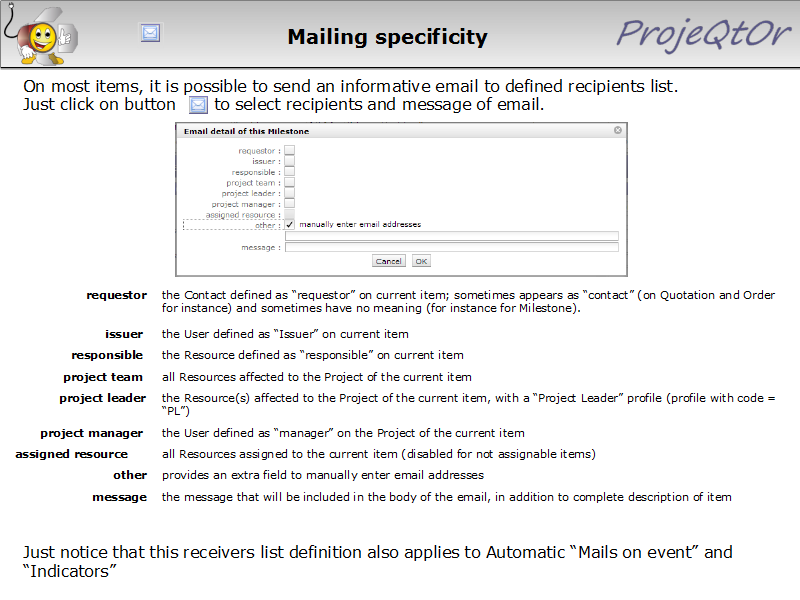 Mailing specificity
ProjeQtOr
On most items, it is possible to send an informative email to defined recipients list.
Just click on button to select recipients and message of email.
Email detail of this Milestone
requestor :
issuer :
responsible :
project team :
project leader :
project manager :
assigned resource :
other : manually enter email addresses
message :
Cancel OK
requestor the Contact defined as “requestor” on current item; sometimes appears as “contact” (on Quotation and Order
for instance) and sometimes have no meaning (for instance for Milestone).
issuer the User defined as “Issuer” on current item
responsible the Resource defined as “responsible” on current item
project team all Resources affected to the Project of the current item
project leader the Resource(s) affected to the Project of the current item, with a “Project Leader” profile (profile with code =
“PL”)
project manager the User defined as “manager” on the Project of the current item
assigned resource all Resources assigned to the current item (disabled for not assignable items)
other provides an extra field to manually enter email addresses
message the message that will be included in the body of the email, in addition to complete description of item
Just notice that this receivers list definition also applies to Automatic “Mails on event” and
“Indicators”